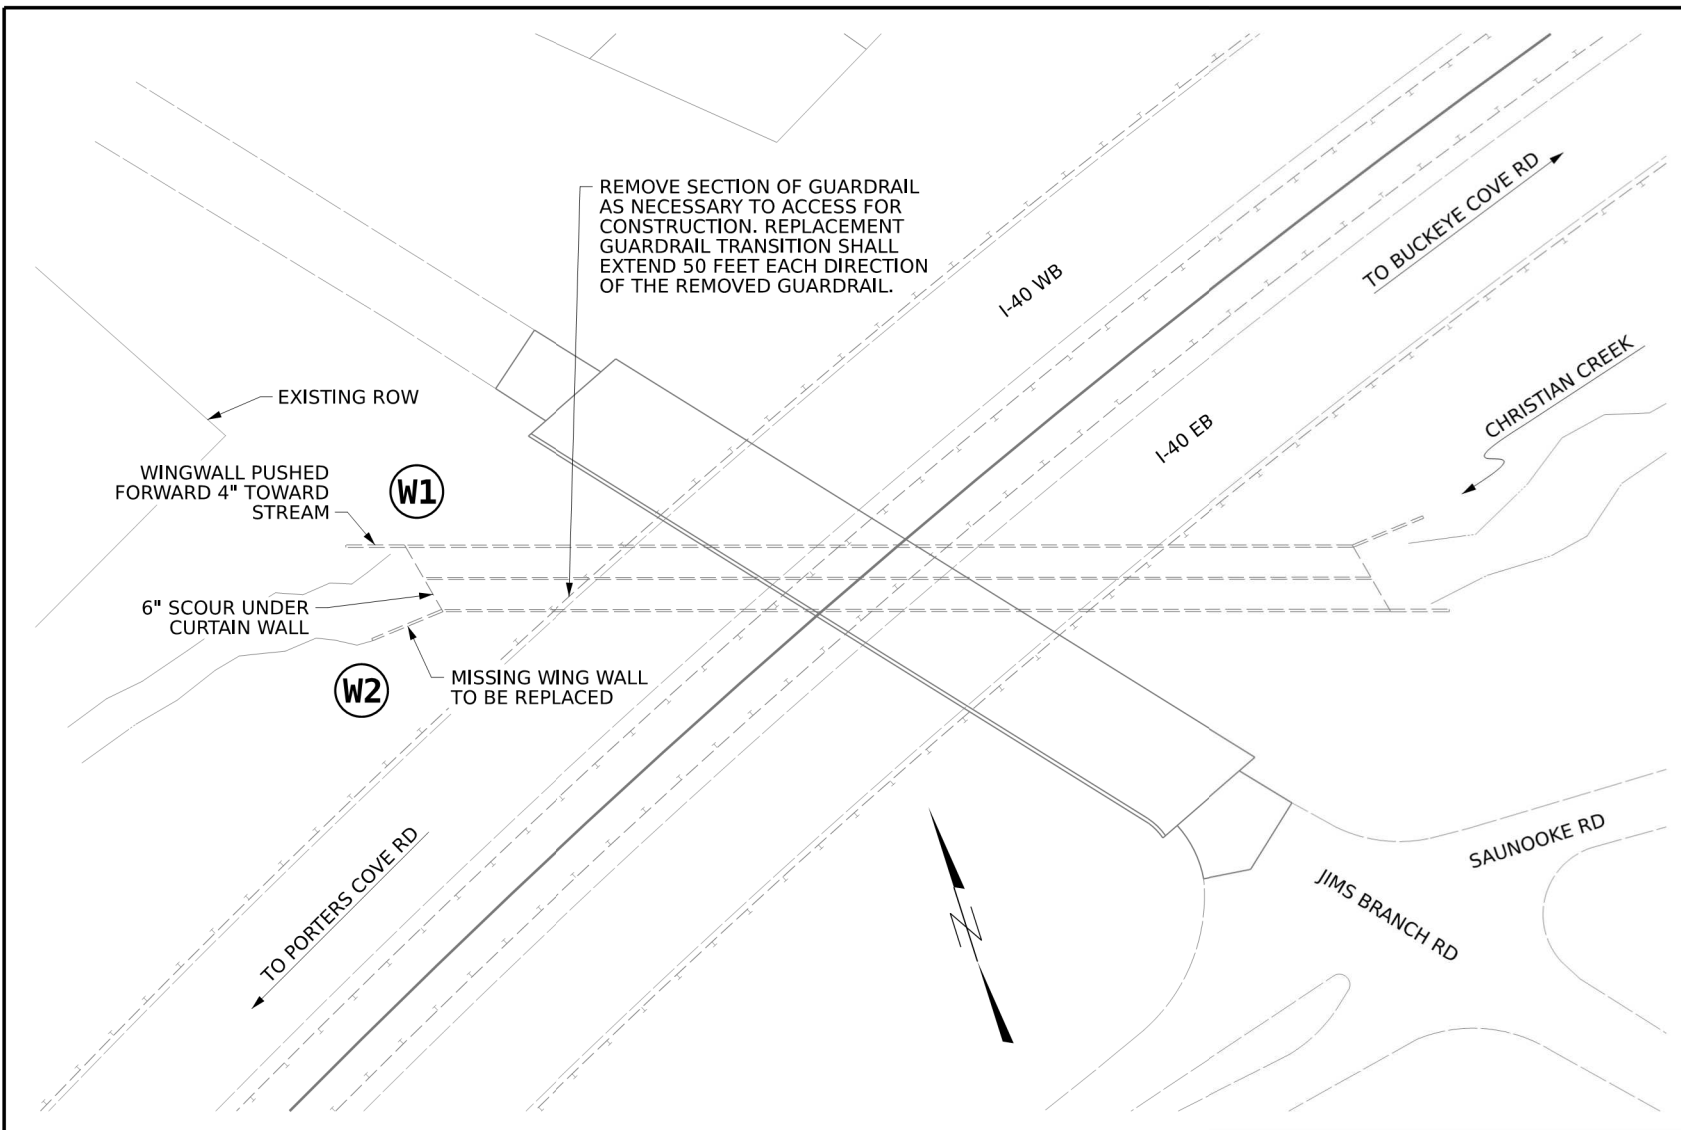 REMOVE SECTION OF GUARDRAIL
AS NECESSARY TO ACCESS FOR
CONSTRUCTION. REPLACEMENT
GUARDRAIL TRANSITION SHALL
EXTEND 50 FEET EACH DIRECTION
OF THE REMOVED GUARDRAIL.
I-40 WB
TO BUCKEYE COVE RD
CHRISTIAN CREEK
EXISTING ROW
I-40 EB
WINGWALL PUSHED
FORWARD 4" TOWARD
STREAM
W1
6" SCOUR UNDER
CURTAIN WALL
W2
MISSING WING WALL
TO BE REPLACED
TO PORTERS COVE RD
SAUNOOKE RD
JIMS BRANCH RD
N